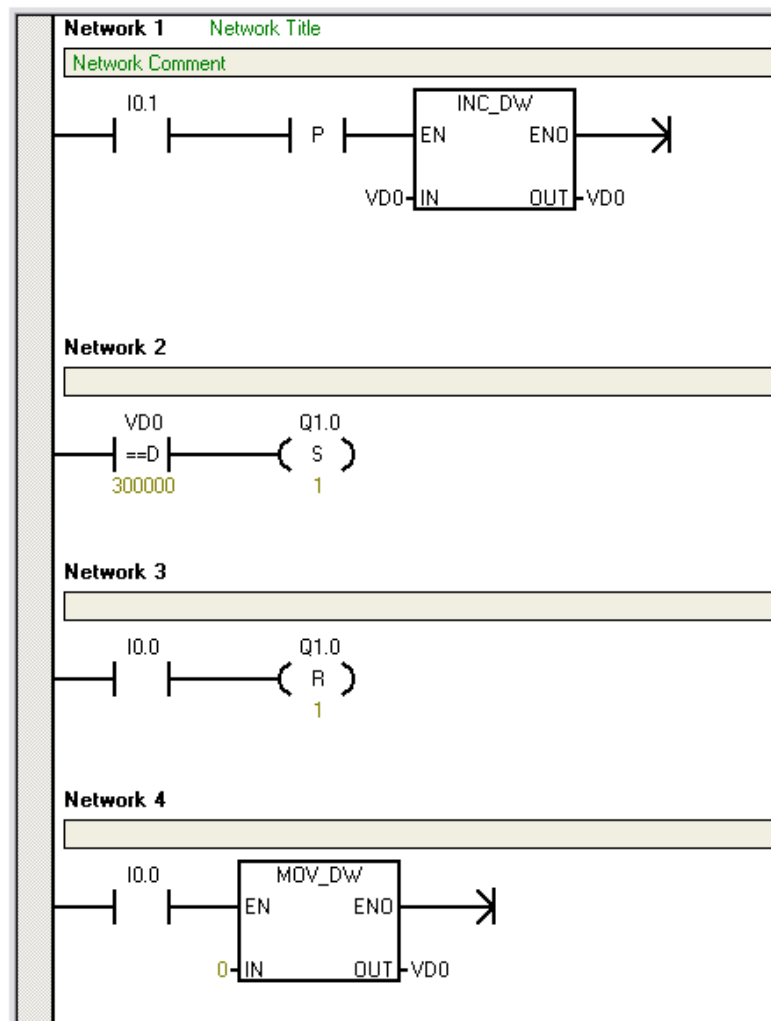 Network 1 Network Title
Network Comment
I0.1
P
INC_DW
EN ENO
VD0 IN OUT VD0
Network 2
VD0 Q1.0
==D S
300000 1
Network 3
I0.0 Q1.0
R
1
Network 4
I0.0 MOV_DW
EN ENO
0 IN OUT VD0